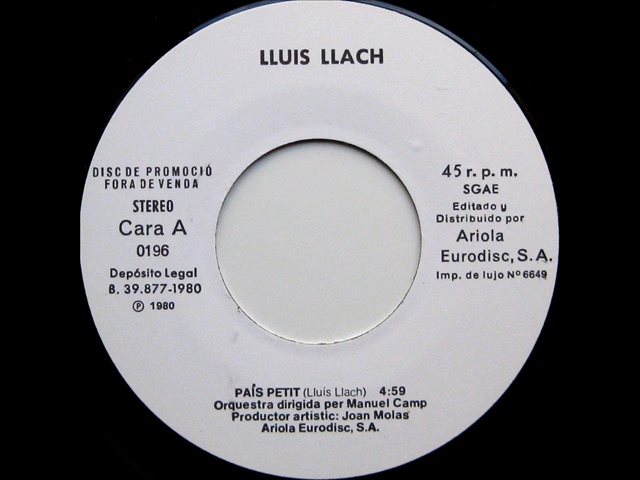 LLUIS LLACH
DISC DE PROMOCIÓ
FORA DE VENDA
STEREO
Cara A
0196
Depósito Legal
B. 39.877-1980
Ⓟ 1980
45 r. p. m.
SGAE
Editado y
Distribuido por
Ariola
Eurodisc, S. A.
Imp. de lujo Nº 6649
PAÍS PETIT (Lluís Llach) 4:59
Orquestra dirigida per Manuel Camp
Productor artistic: Joan Molas
Ariola Eurodisc, S.A.